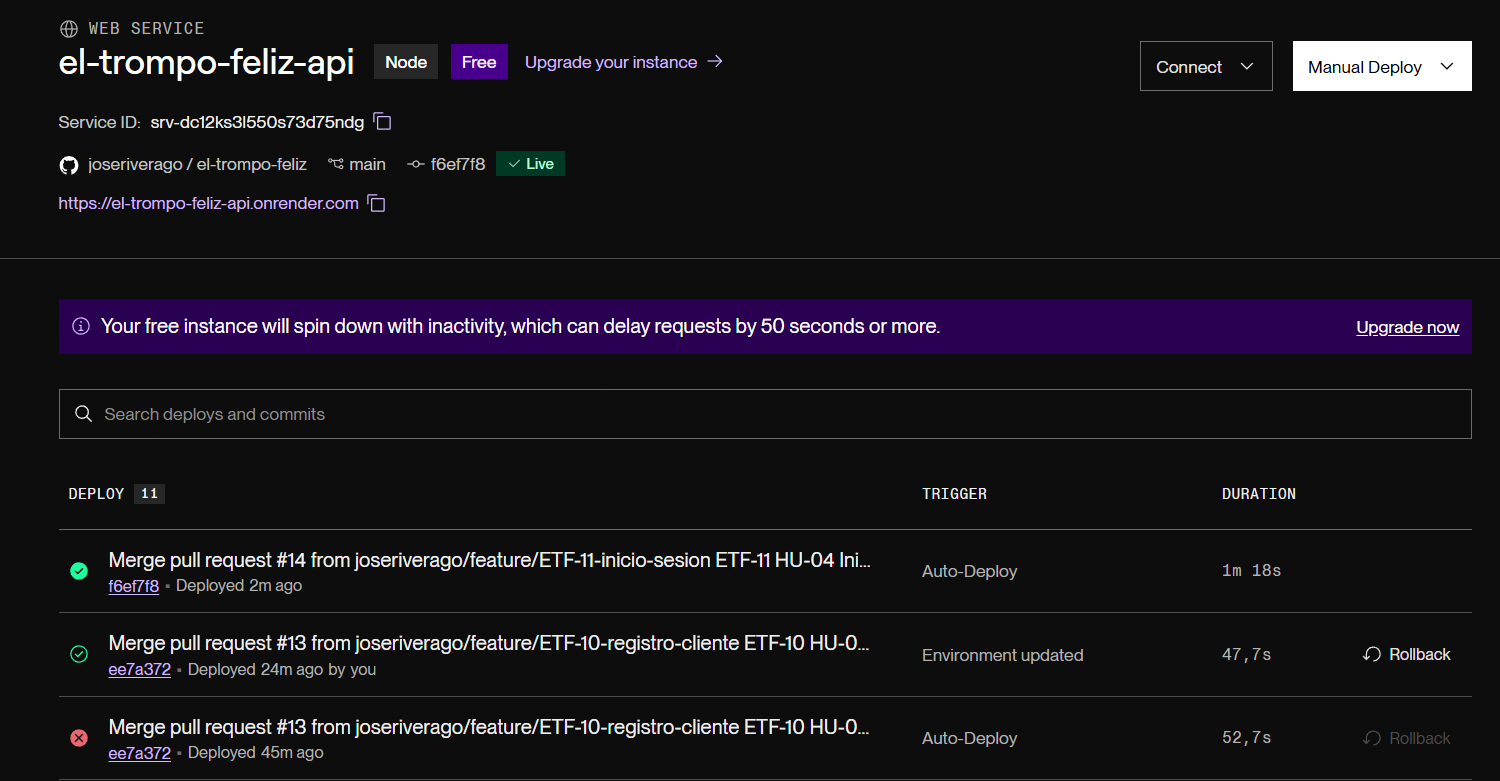 WEB SERVICE
el-trompo-feliz-api Node Free Upgrade your instance → Connect Manual Deploy
Service ID: srv-dc12ks3l550s73d75ndg
joseriverago / el-trompo-feliz main f6ef7f8 Live
https://el-trompo-feliz-api.onrender.com
Your free instance will spin down with inactivity, which can delay requests by 50 seconds or more. Upgrade now
Search deploys and commits
DEPLOY 11 TRIGGER DURATION
Merge pull request #14 from joseriverago/feature/ETF-11-inicio-sesion ETF-11 HU-04 Ini...
f6ef7f8 • Deployed 2m ago Auto-Deploy 1m 18s
Merge pull request #13 from joseriverago/feature/ETF-10-registro-cliente ETF-10 HU-0...
ee7a372 • Deployed 24m ago by you Environment updated 47,7s Rollback
Merge pull request #13 from joseriverago/feature/ETF-10-registro-cliente ETF-10 HU-0...
ee7a372 • Deployed 45m ago Auto-Deploy 52,7s Rollback